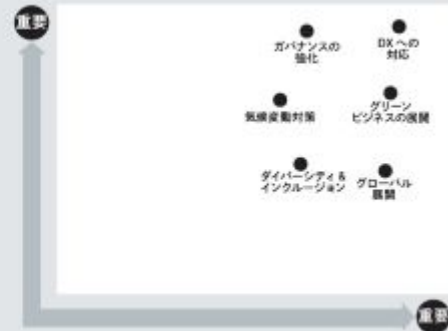 重要
ガバナンスの
強化
DXへの
対応
気候変動対策
グリーン
ビジネスの展開
ダイバーシティ&
インクルージョン
グローバル
展開
重要